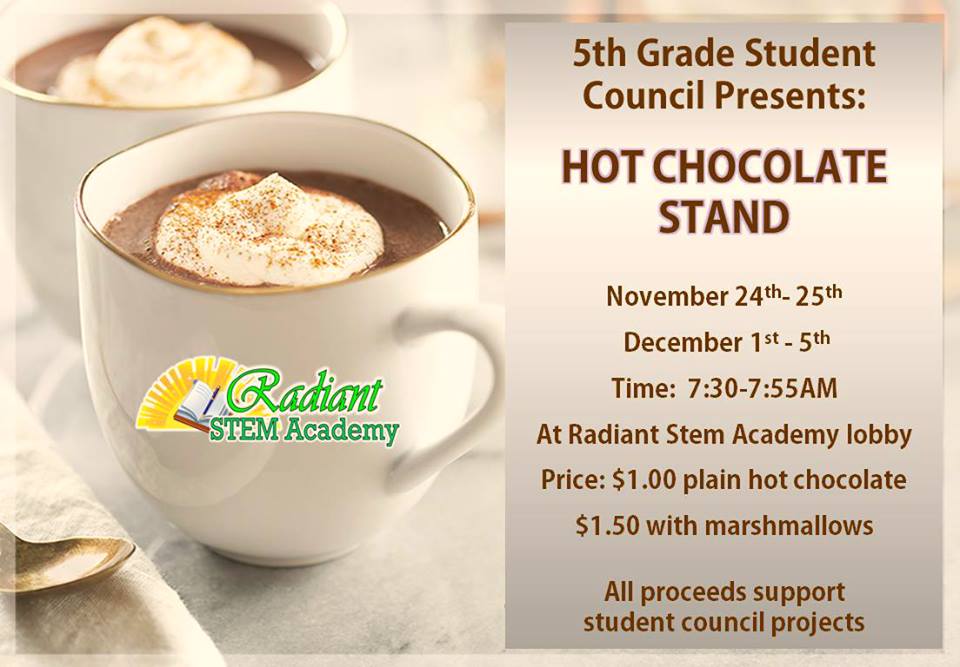 5th Grade Student
Council Presents:
HOT CHOCOLATE
STAND
November 24th- 25th
December 1st - 5th
Time:  7:30-7:55AM
At Radiant Stem Academy lobby
Price: $1.00 plain hot chocolate
$1.50 with marshmallows
All proceeds support
student council projects
Radiant
STEM Academy